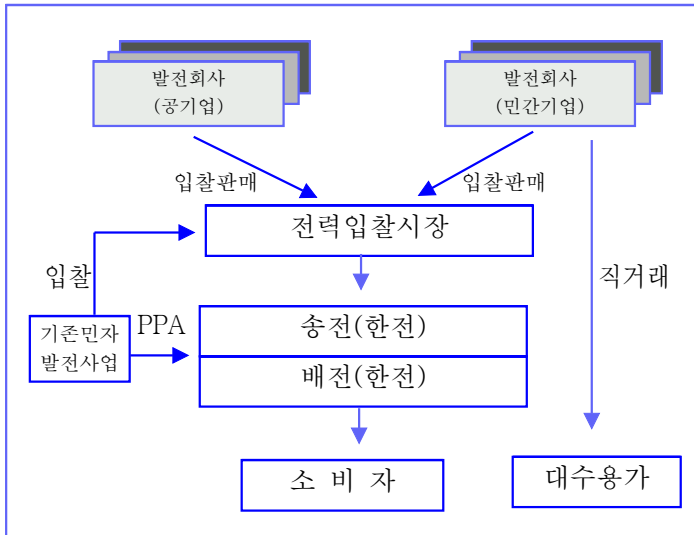 발전회사
(공기업)
발전회사
(민간기업)
입찰판매
입찰판매
전력입찰시장
입찰
직거래
기존민자
발전사업
PPA
송전(한전)
배전(한전)
소 비 자
대수용가